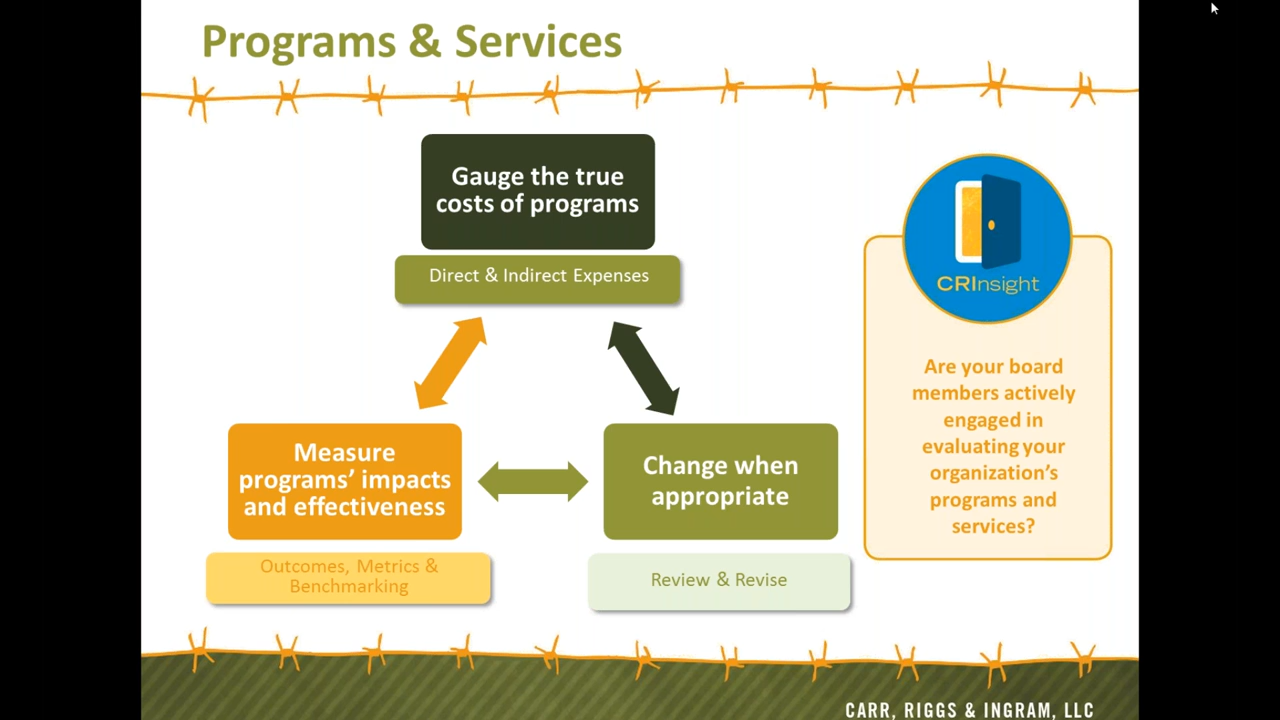 Programs & Services
Gauge the true
costs of programs
Direct & Indirect Expenses
Measure
programs’ impacts
and effectiveness
Outcomes, Metrics &
Benchmarking
Change when
appropriate
Review & Revise
CRInsight
Are your board
members actively
engaged in
evaluating your
organization’s
programs and
services?
CARR, RIGGS & INGRAM, LLC